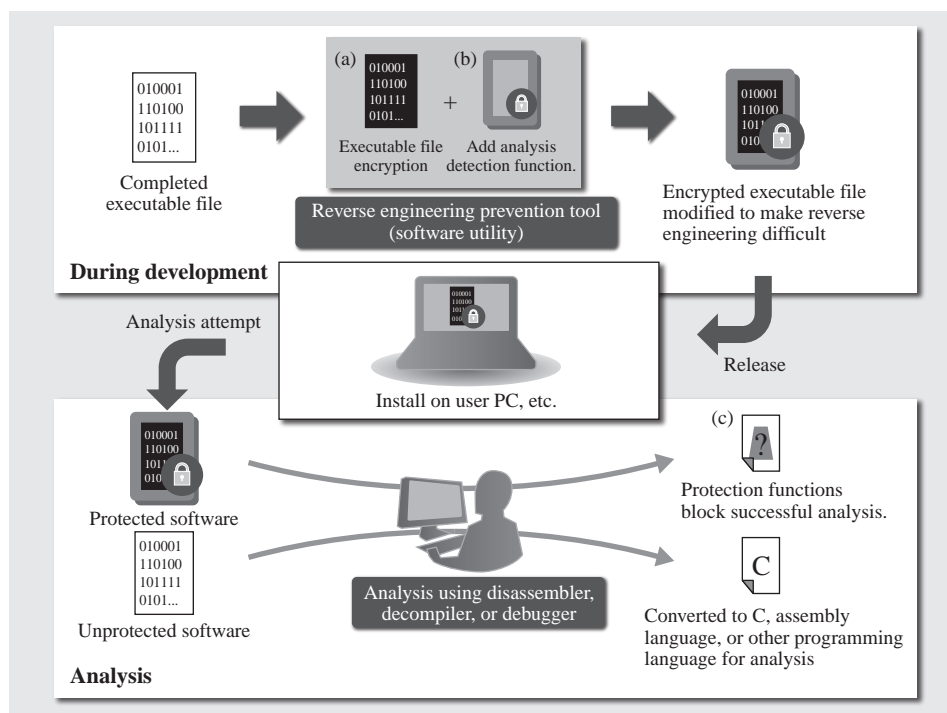 010001
110100
101111
0101...
Completed
executable file
(a)
010001
110100
101111
0101...
+
Executable file
encryption
(b)
Add analysis
detection function.
Reverse engineering prevention tool
(software utility)
010001
110100
101
010
Encrypted executable file
modified to make reverse
engineering difficult
During development
Analysis attempt
010001
110100
Install on user PC, etc.
Release
010001
110100
101
010
Protected software
010001
110100
101111
0101...
Unprotected software
Analysis using disassembler,
decompiler, or debugger
(c)
?
Protection functions
block successful analysis.
C
Converted to C, assembly
language, or other programming
language for analysis
Analysis